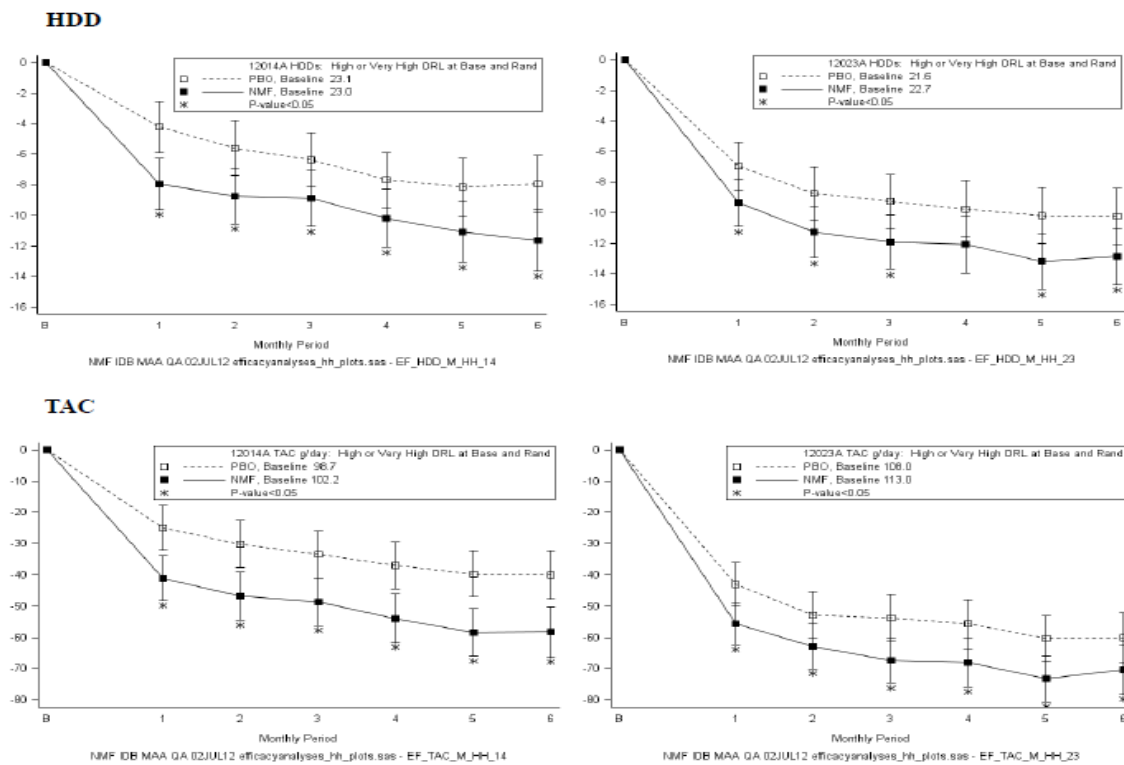 HDD
12014A HDDs: High or Very High DRL at Base and Rand
PBO, Baseline 23.1
NMF, Baseline 23.0
P-value<0.05
0
-2
-4
-6
-8
-10
-12
-14
-16
B 1 2 3 4 5 6
Monthly Period
NMF IDB MAA QA 02JUL12 efficacyanalyses_hh_plots.sas - EF_HDD_M_HH_14
12023A HDDs: High or Very High DRL at Base and Rand
PBO, Baseline 21.6
NMF, Baseline 22.7
P-value<0.05
0
-2
-4
-6
-8
-10
-12
-14
-16
B 1 2 3 4 5 6
Monthly Period
NMF IDB MAA QA 02JUL12 efficacyanalyses_hh_plots.sas - EF_HDD_M_HH_23
TAC
12014A TAC g/day: High or Very High DRL at Base and Rand
PBO, Baseline 98.7
NMF, Baseline 102.2
P-value<0.05
0
-10
-20
-30
-40
-50
-60
-70
-80
B 1 2 3 4 5 6
Monthly Period
NMF IDB MAA QA 02JUL12 efficacyanalyses_hh_plots.sas - EF_TAC_M_HH_14
12023A TAC g/day: High or Very High DRL at Base and Rand
PBO, Baseline 108.0
NMF, Baseline 113.0
P-value<0.05
0
-10
-20
-30
-40
-50
-60
-70
-80
B 1 2 3 4 5 6
Monthly Period
NMF IDB MAA QA 02JUL12 efficacyanalyses_hh_plots.sas - EF_TAC_M_HH_23